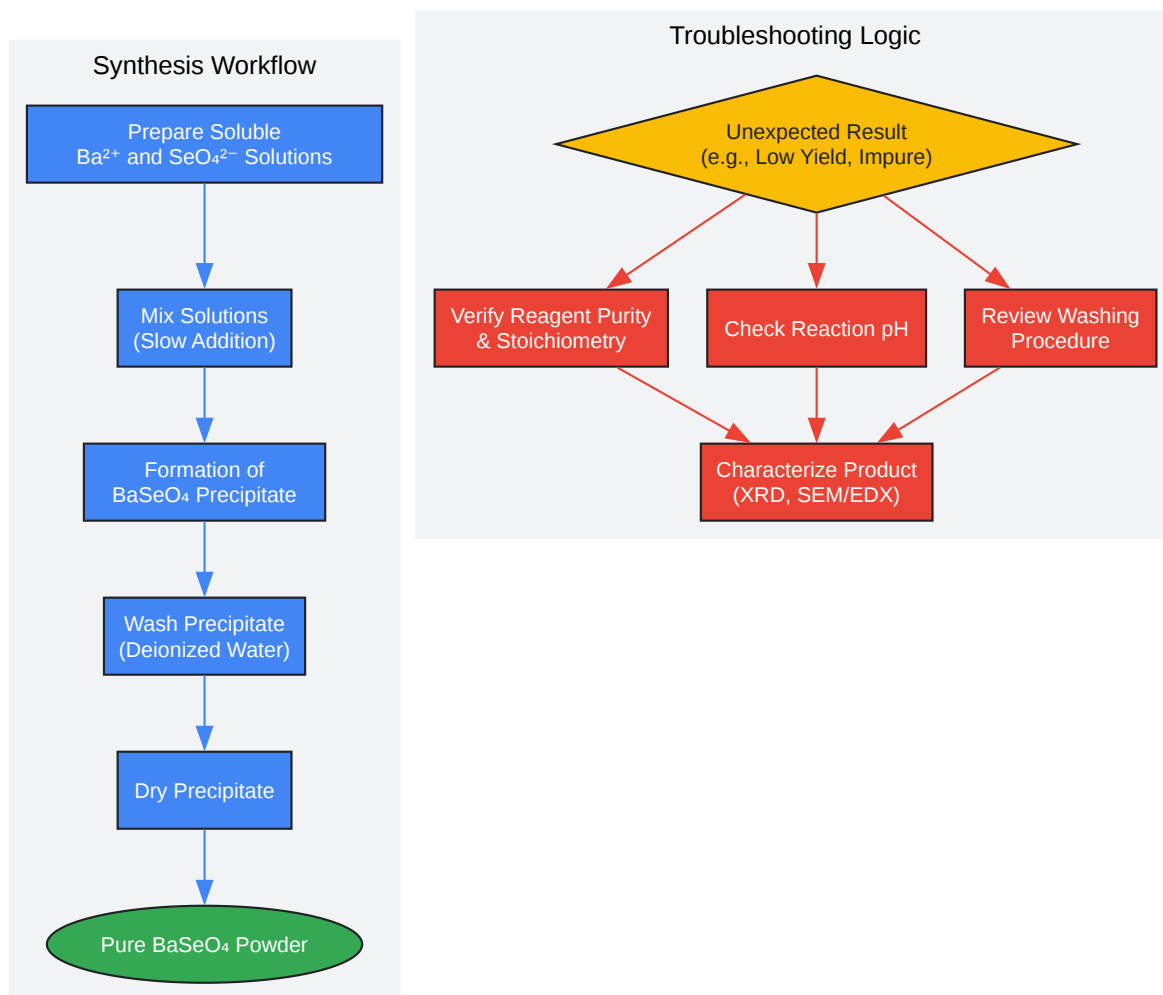 Synthesis Workflow
Prepare Soluble
Ba²⁺ and SeO₄²⁻ Solutions
Mix Solutions
(Slow Addition)
Formation of
BaSeO₄ Precipitate
Wash Precipitate
(Deionized Water)
Dry Precipitate
Pure BaSeO₄ Powder
Troubleshooting Logic
Unexpected Result
(e.g., Low Yield, Impure)
Verify Reagent Purity
& Stoichiometry
Check Reaction pH
Review Washing
Procedure
Characterize Product
(XRD, SEM/EDX)